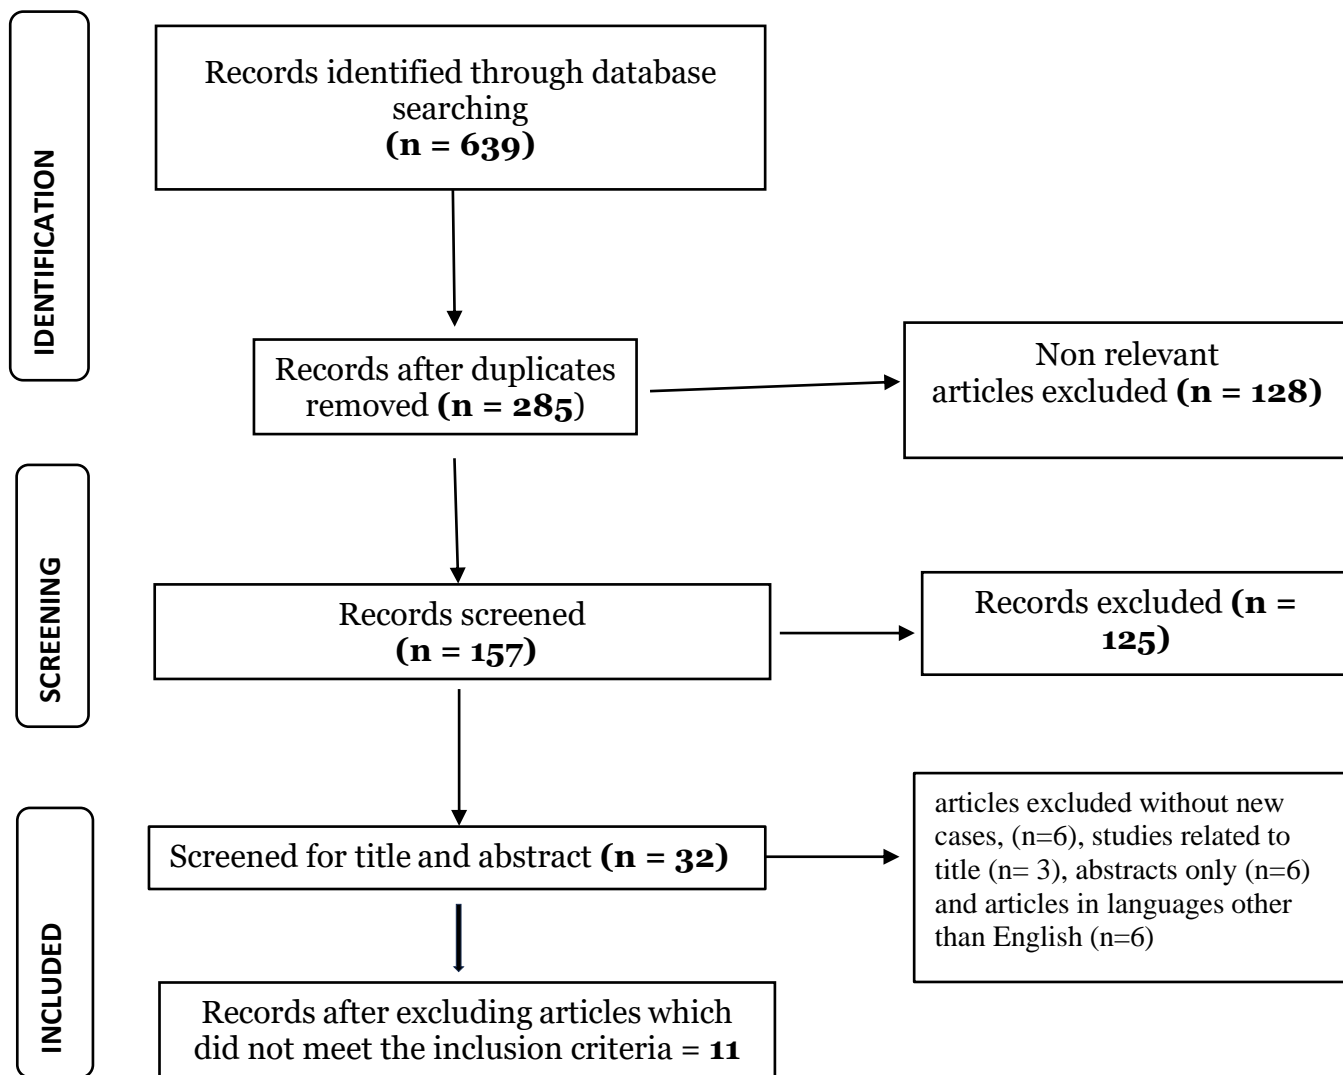 IDENTIFICATION
Records identified through database
searching
(n = 639)
Records after duplicates
removed (n = 285)
Non relevant
articles excluded (n = 128)
SCREENING
Records screened
(n = 157)
Records excluded (n =
125)
INCLUDED
Screened for title and abstract (n = 32)
articles excluded without new
cases, (n=6), studies related to
title (n= 3), abstracts only (n=6)
and articles in languages other
than English (n=6)
Records after excluding articles which
did not meet the inclusion criteria = 11